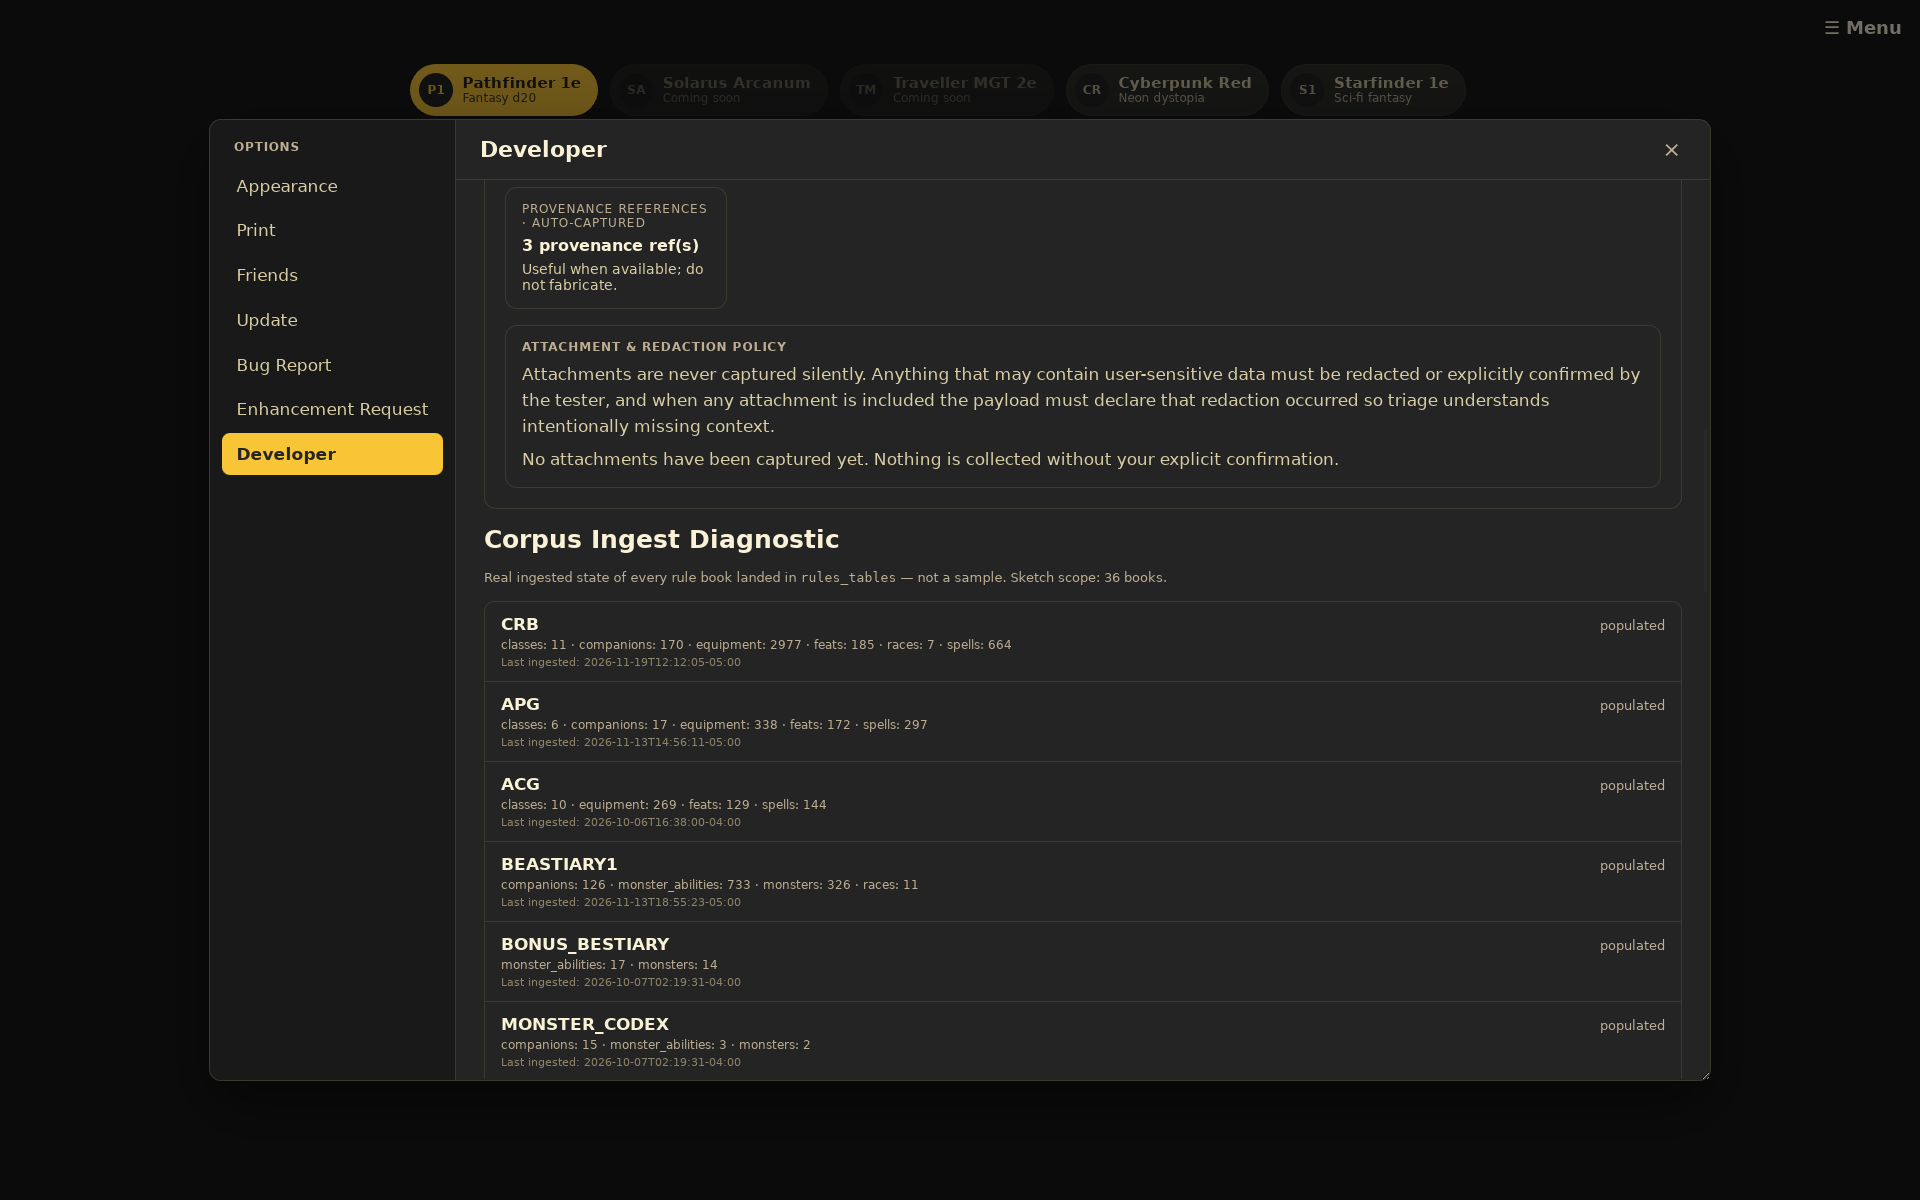 ☰ Menu
P1 Pathfinder 1e
Fantasy d20
SA Solarus Arcanum
Coming soon
TM Traveller MGT 2e
Coming soon
CR Cyberpunk Red
Neon dystopia
S1 Starfinder 1e
Sci-fi fantasy
OPTIONS
Appearance
Print
Friends
Update
Bug Report
Enhancement Request
Developer
Developer
×
PROVENANCE REFERENCES
· AUTO-CAPTURED
3 provenance ref(s)
Useful when available; do
not fabricate.
ATTACHMENT & REDACTION POLICY
Attachments are never captured silently. Anything that may contain user-sensitive data must be redacted or explicitly confirmed by
the tester, and when any attachment is included the payload must declare that redaction occurred so triage understands
intentionally missing context.
No attachments have been captured yet. Nothing is collected without your explicit confirmation.
Corpus Ingest Diagnostic
Real ingested state of every rule book landed in rules_tables — not a sample. Sketch scope: 36 books.
CRB
populated
classes: 11 · companions: 170 · equipment: 2977 · feats: 185 · races: 7 · spells: 664
Last ingested: 2026-11-19T12:12:05-05:00
APG
populated
classes: 6 · companions: 17 · equipment: 338 · feats: 172 · spells: 297
Last ingested: 2026-11-13T14:56:11-05:00
ACG
populated
classes: 10 · equipment: 269 · feats: 129 · spells: 144
Last ingested: 2026-10-06T16:38:00-04:00
BEASTIARY1
populated
companions: 126 · monster_abilities: 733 · monsters: 326 · races: 11
Last ingested: 2026-11-13T18:55:23-05:00
BONUS_BESTIARY
populated
monster_abilities: 17 · monsters: 14
Last ingested: 2026-10-07T02:19:31-04:00
MONSTER_CODEX
populated
companions: 15 · monster_abilities: 3 · monsters: 2
Last ingested: 2026-10-07T02:19:31-04:00